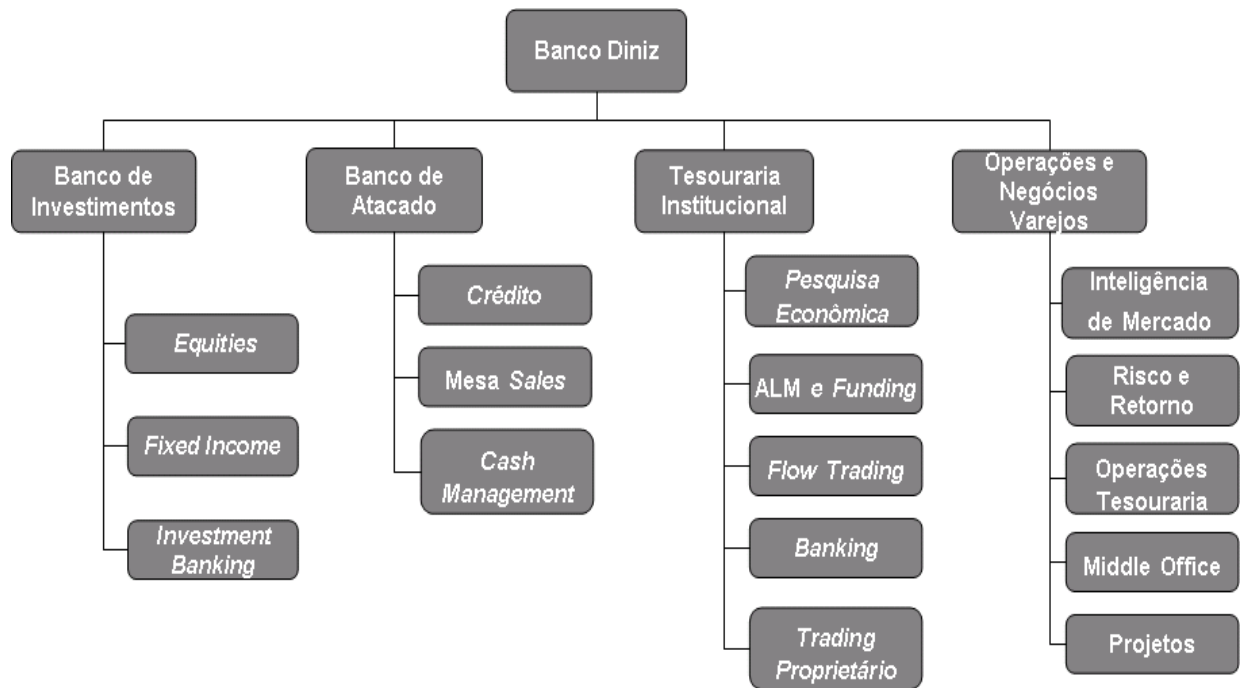 Banco Diniz
Banco de
Investimentos
Equities
Fixed Income
Investment
Banking
Banco de
Atacado
Crédito
Mesa Sales
Cash
Management
Tesouraria
Institucional
Pesquisa
Econômica
ALM e Funding
Flow Trading
Banking
Trading
Proprietário
Operações e
Negócios
Varejos
Inteligência
de Mercado
Risco e
Retorno
Operações
Tesouraria
Middle Office
Projetos